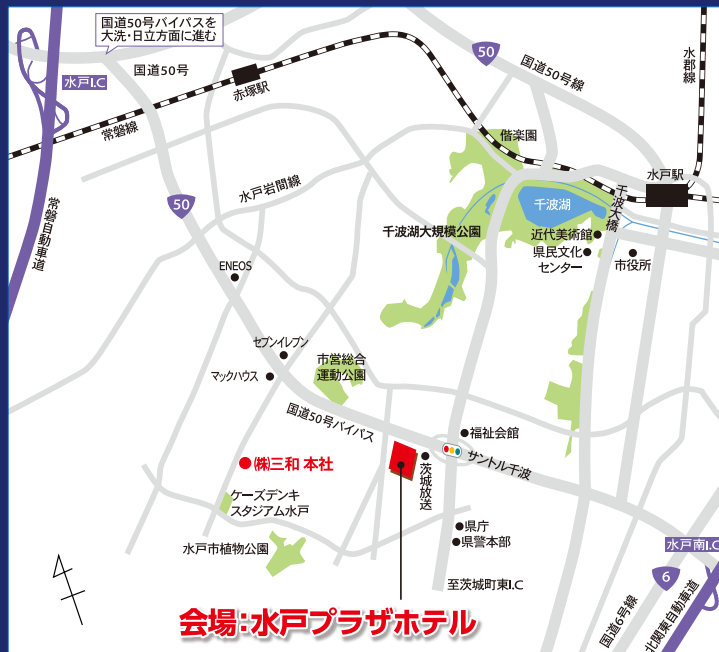 国道50号バイパスを
大洗・日立方面に進む
水戸I.C
国道50号
赤塚駅
常磐線
50
国道50号線
水郡線
偕楽園
水戸駅
水戸岩間線
50
常磐自動車道
千波湖
千波大橋
千波湖大規模公園
近代美術館
県民文化
センター
市役所
ENEOS
セブンイレブン
マックハウス
市営総合
運動公園
国道50号バイパス
福祉会館
サントル千波
㈱三和 本社
茨城放送
ケーズデンキ
スタジアム水戸
県庁
県警本部
水戸市植物公園
水戸南I.C
至茨城町東I.C
6
国道6号線
北関東自動車道
会場:水戸プラザホテル